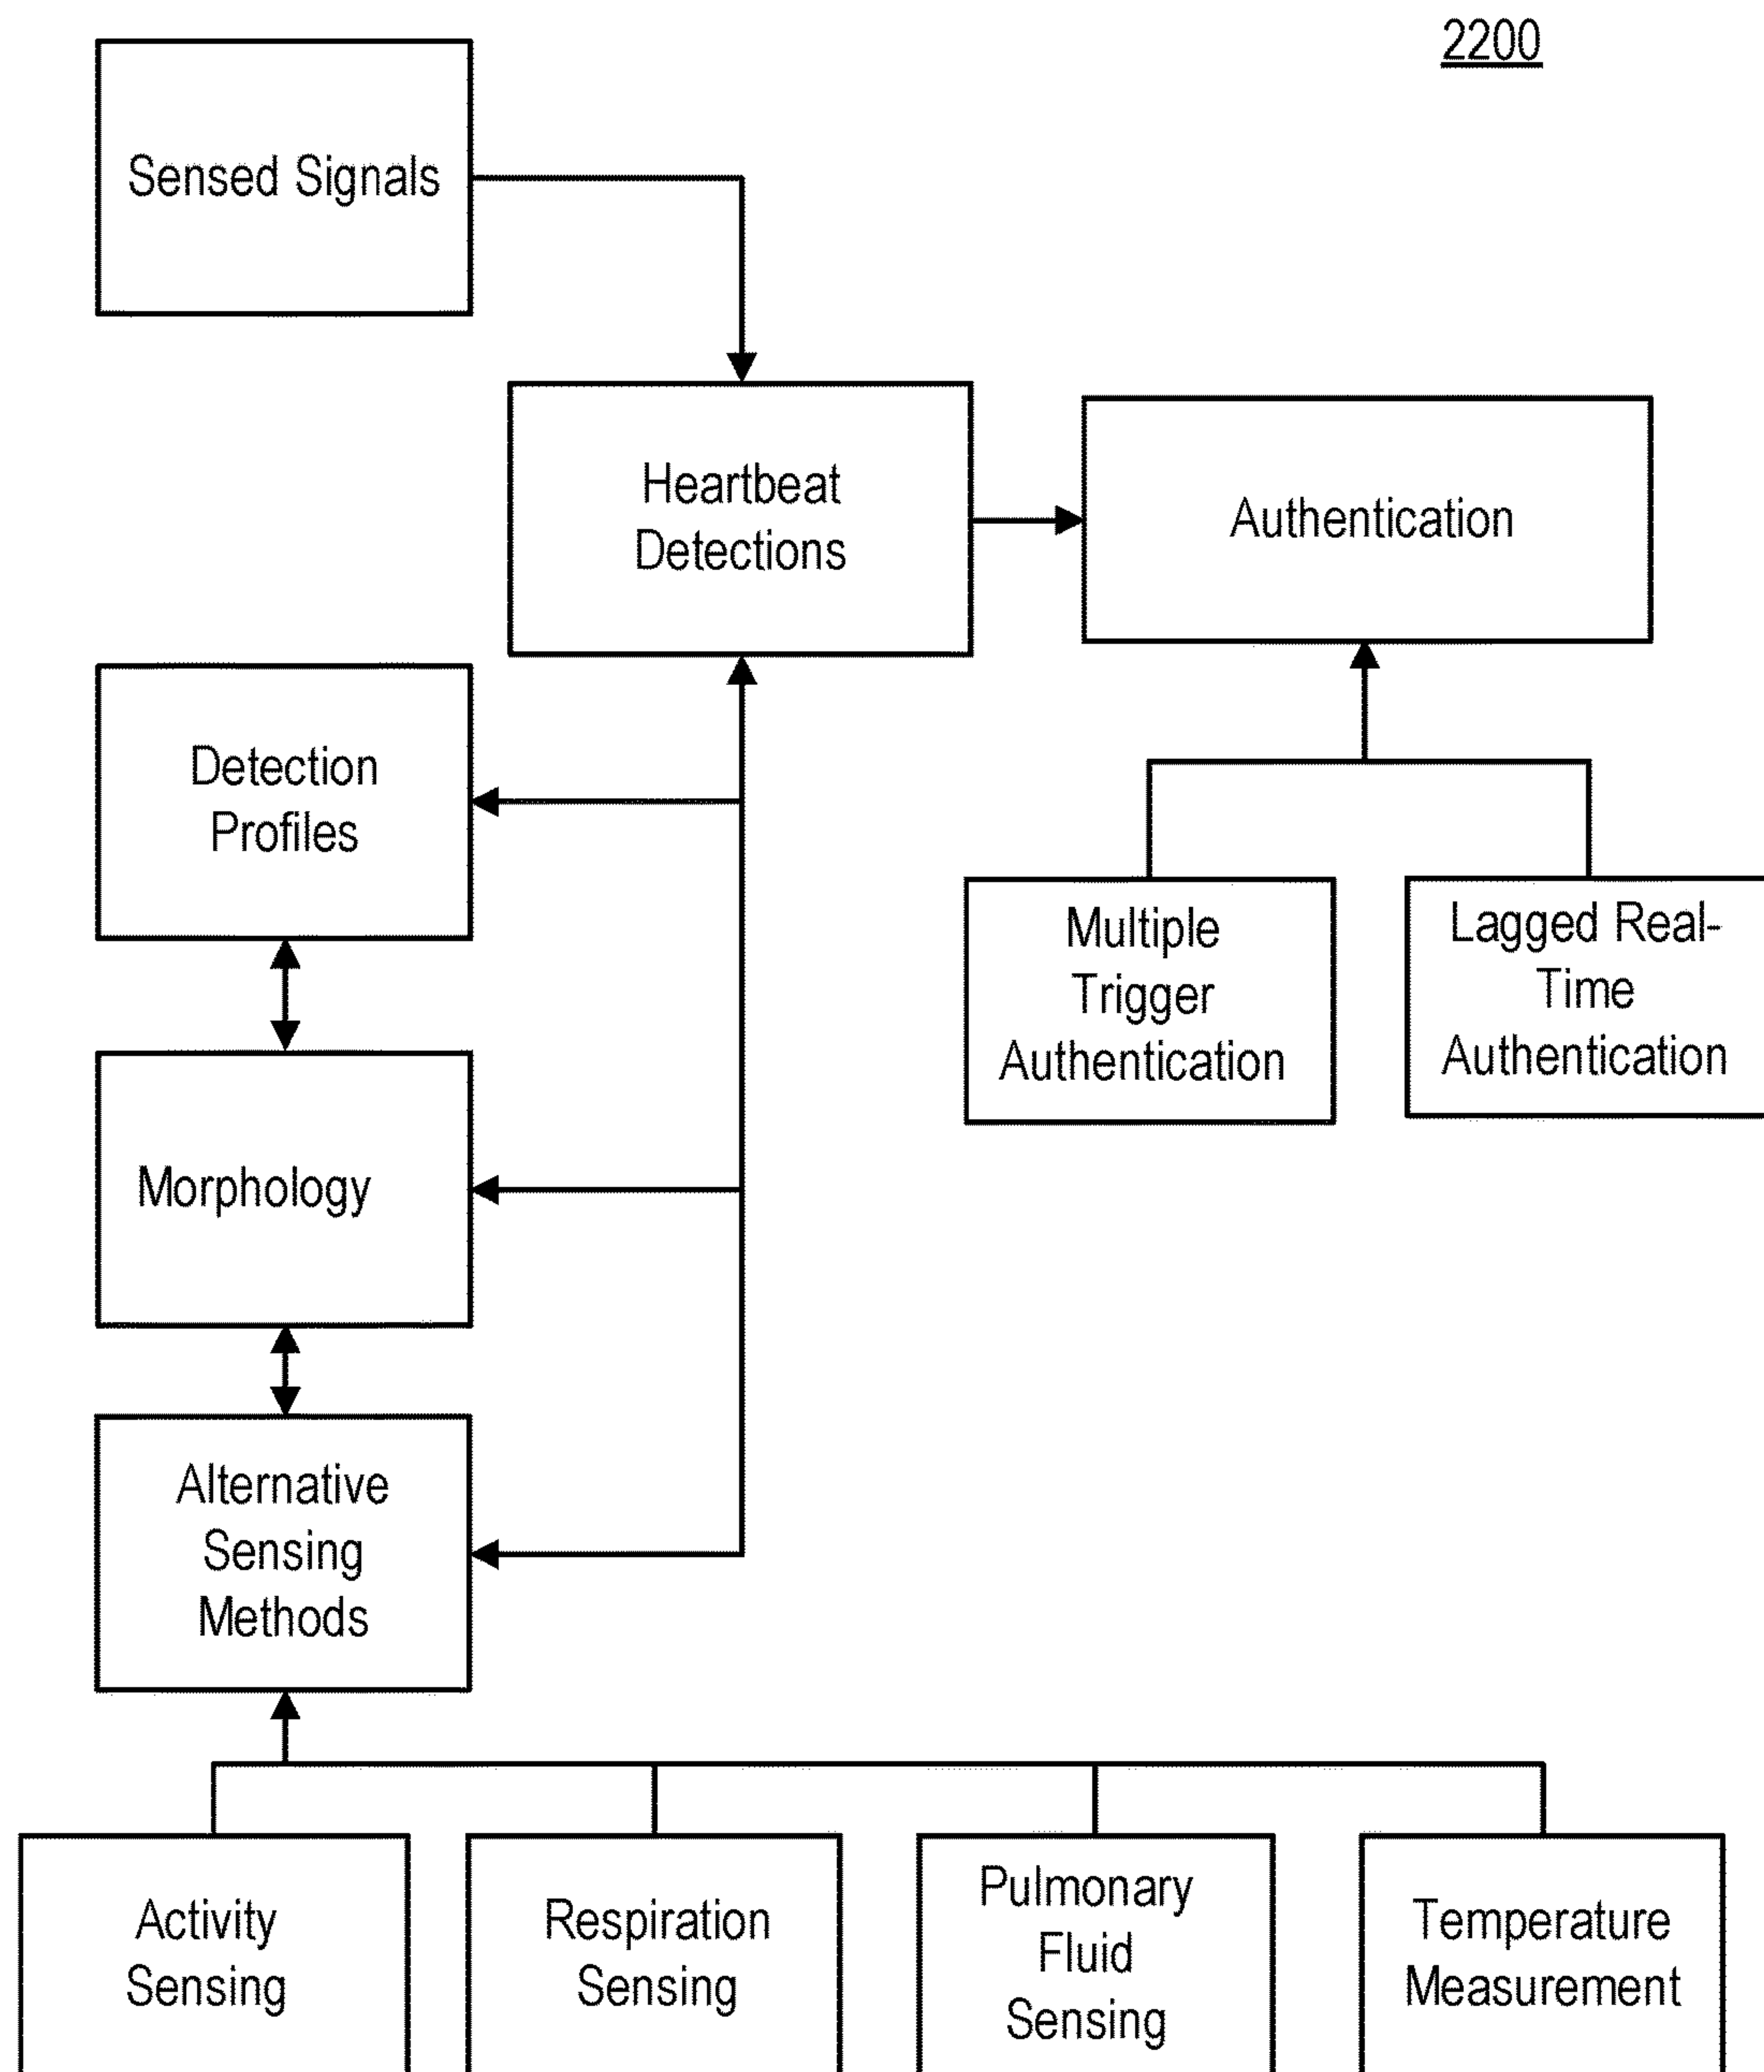 2200
Sensed Signals
Heartbeat
Detections
Authentication
Detection
Profiles
Multiple
Trigger
Authentication
Lagged Real-
Time
Authentication
Morphology
Alternative
Sensing
Methods
Activity
Sensing
Respiration
Sensing
Pulmonary
Fluid
Sensing
Temperature
Measurement